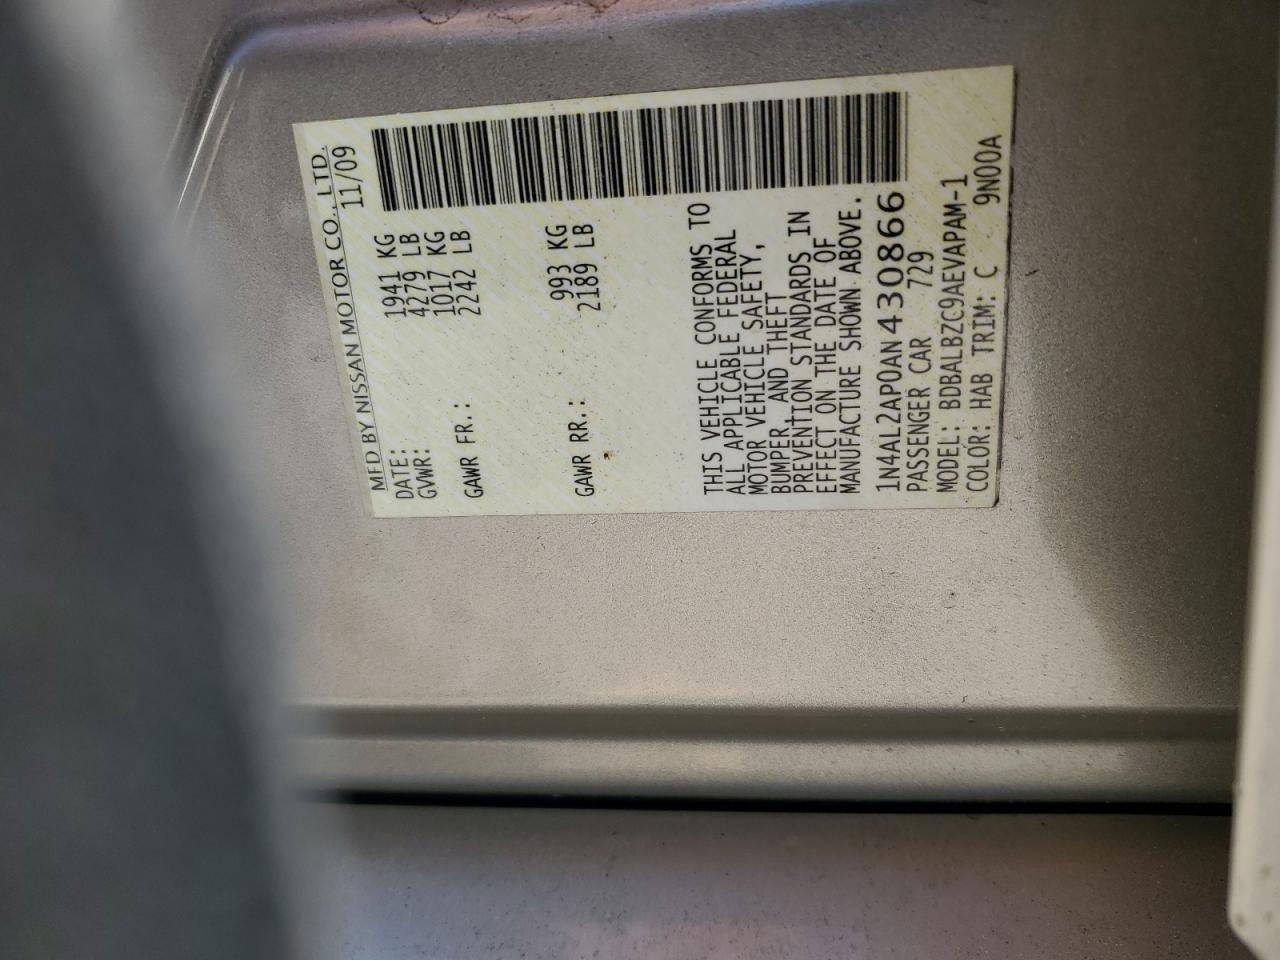 MFD BY NISSAN MOTOR CO., LTD.
DATE: 11/09
GVWR: 1941 KG
4279 LB
GAWR FR.: 1017 KG
2242 LB
GAWR RR.: 993 KG
2189 LB
THIS VEHICLE CONFORMS TO
ALL APPLICABLE FEDERAL
MOTOR VEHICLE SAFETY,
BUMPER, AND THEFT
PREVENTION STANDARDS IN
EFFECT ON THE DATE OF
MANUFACTURE SHOWN ABOVE.
1N4AL2AP0AN430866
PASSENGER CAR 729
MODEL: BDBALBZC9AEVAPAM-1
COLOR: HAB TRIM: C 9N00A